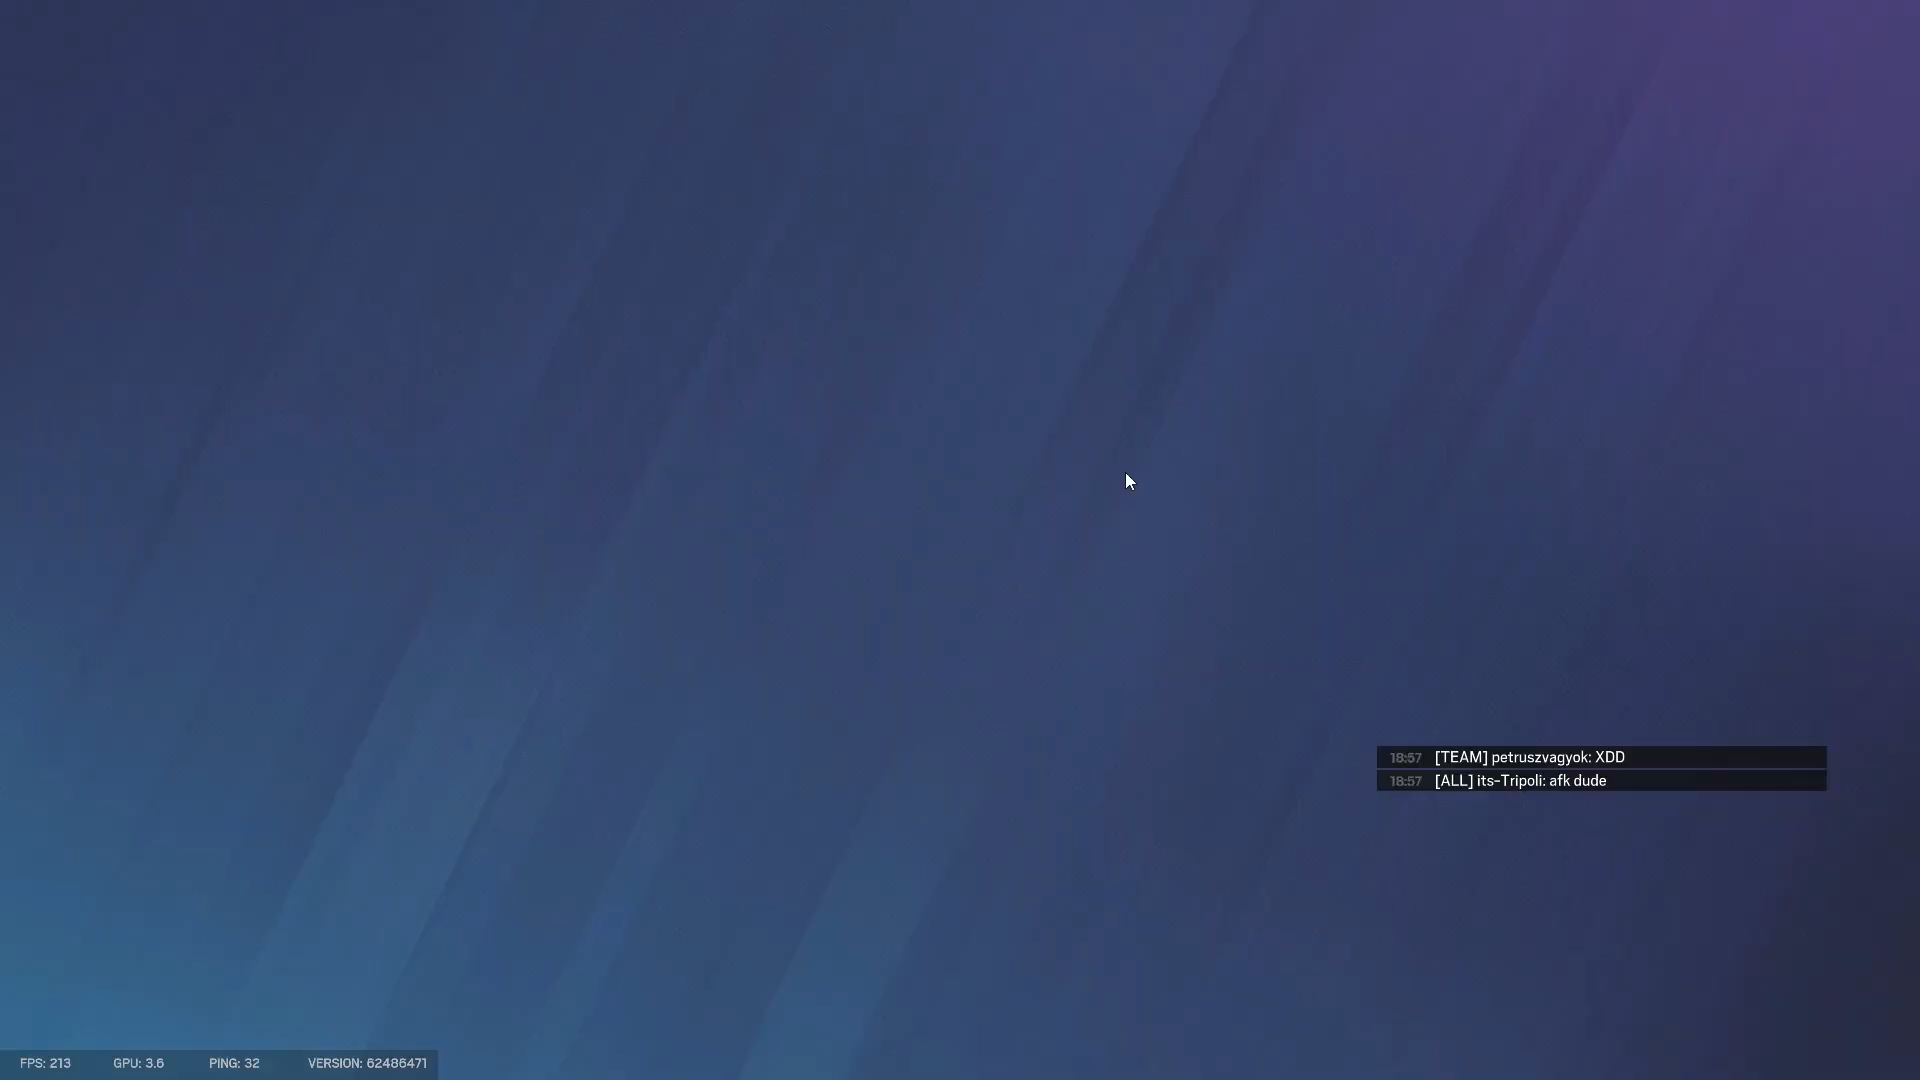 18:57 [TEAM] petruszvagyok: XDD
18:57 [ALL] its-Tripoli: afk dude
FPS: 213 GPU: 3.6 PING: 32 VERSION: 62486471